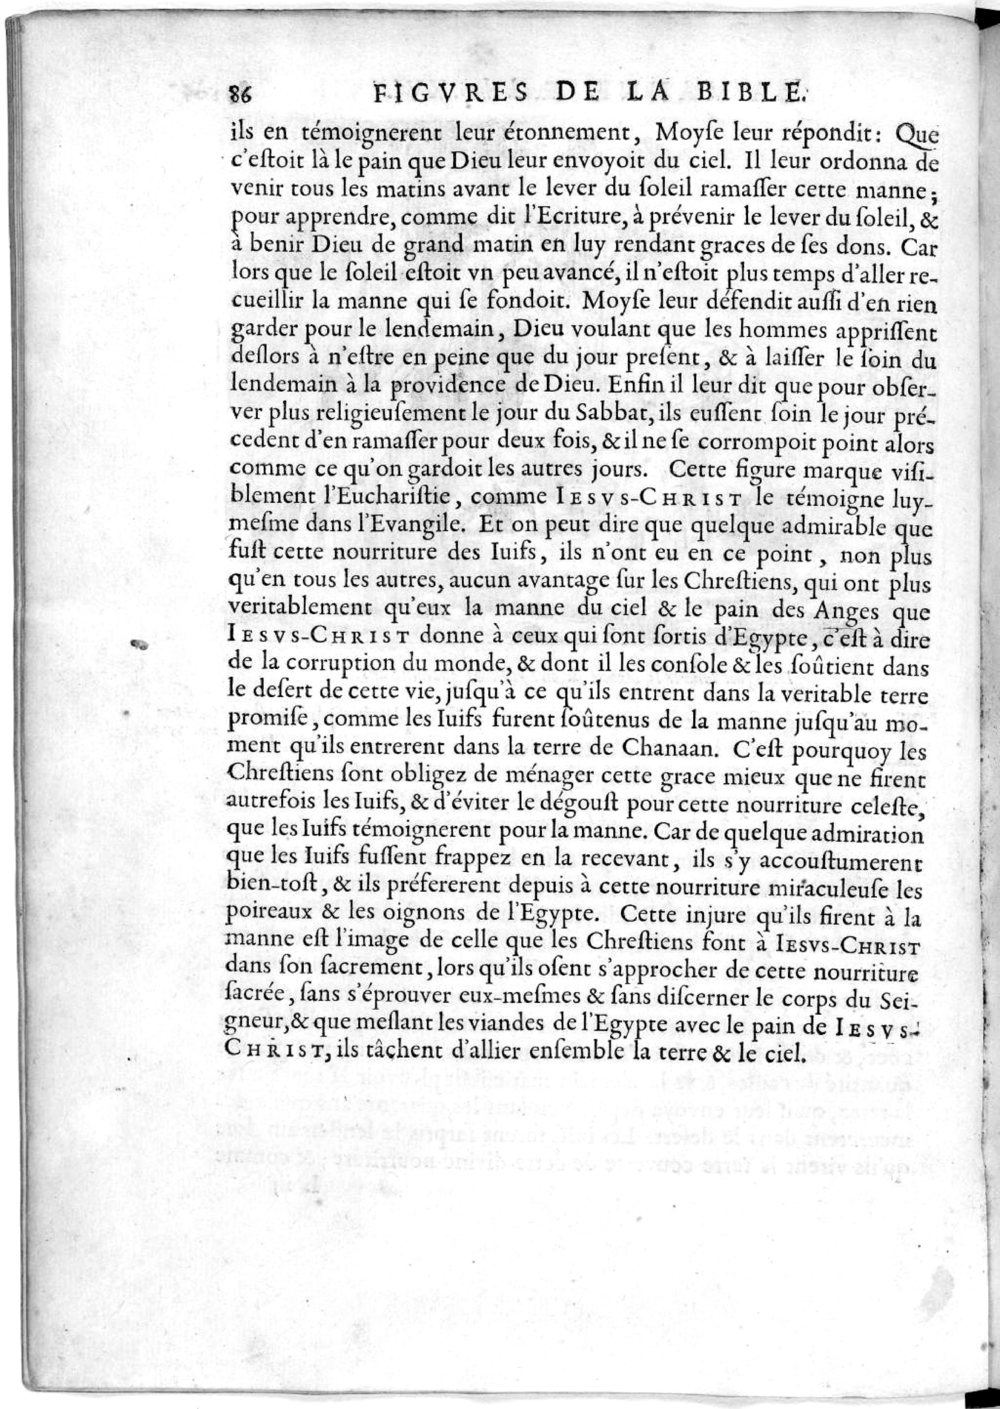 86 FIGVRES DE LA BIBLE.
ils en témoignerent leur étonnement, Moyſe leur répondit: Que
c'eſtoit là le pain que Dieu leur envoyoit du ciel. Il leur ordonna de
venir tous les matins avant le lever du ſoleil ramaſſer cette manne;
pour apprendre, comme dit l'Ecriture, à prévenir le lever du ſoleil, &
à benir Dieu de grand matin en luy rendant graces de ſes dons. Car
lors que le ſoleil eſtoit vn peu avancé, il n'eſtoit plus temps d'aller re-
cueillir la manne qui ſe fondoit. Moyſe leur défendit auſſi d'en rien
garder pour le lendemain, Dieu voulant que les hommes appriſſent
deſlors à n'eſtre en peine que du jour preſent, & à laiſſer le ſoin du
lendemain à la providence de Dieu. Enfin il leur dit que pour obſer-
ver plus religieuſement le jour du Sabbat, ils euſſent ſoin le jour pré-
cedent d'en ramaſſer pour deux fois, & il ne ſe corrompoit point alors
comme ce qu'on gardoit les autres jours. Cette figure marque viſi-
blement l'Euchariſtie, comme IESVS-CHRIST le témoigne luy-
meſme dans l'Evangile. Et on peut dire que quelque admirable que
fuſt cette nourriture des Iuifs, ils n'ont eu en ce point, non plus
qu'en tous les autres, aucun avantage ſur les Chreſtiens, qui ont plus
veritablement qu'eux la manne du ciel & le pain des Anges que
IESVS-CHRIST donne à ceux qui ſont ſortis d'Egypte, c'eſt à dire
de la corruption du monde, & dont il les conſole & les ſoûtient dans
le deſert de cette vie, juſqu'à ce qu'ils entrent dans la veritable terre
promiſe, comme les Iuifs furent ſoûtenus de la manne juſqu'au mo-
ment qu'ils entrerent dans la terre de Chanaan. C'eſt pourquoy les
Chreſtiens ſont obligez de ménager cette grace mieux que ne firent
autrefois les Iuifs, & d'éviter le dégouſt pour cette nourriture celeſte,
que les Iuifs témoignerent pour la manne. Car de quelque admiration
que les Iuifs fuſſent frappez en la recevant, ils s'y accouſtumerent
bien-toſt, & ils préfererent depuis à cette nourriture miraculeuſe les
poireaux & les oignons de l'Egypte. Cette injure qu'ils firent à la
manne eſt l'image de celle que les Chreſtiens font à IESVS-CHRIST
dans ſon ſacrement, lors qu'ils oſent s'approcher de cette nourriture
ſacrée, ſans s'éprouver eux-meſmes & ſans diſcerner le corps du Sei-
gneur, & que meſlant les viandes de l'Egypte avec le pain de IESVS-
CHRIST, ils tâchent d'allier enſemble la terre & le ciel.